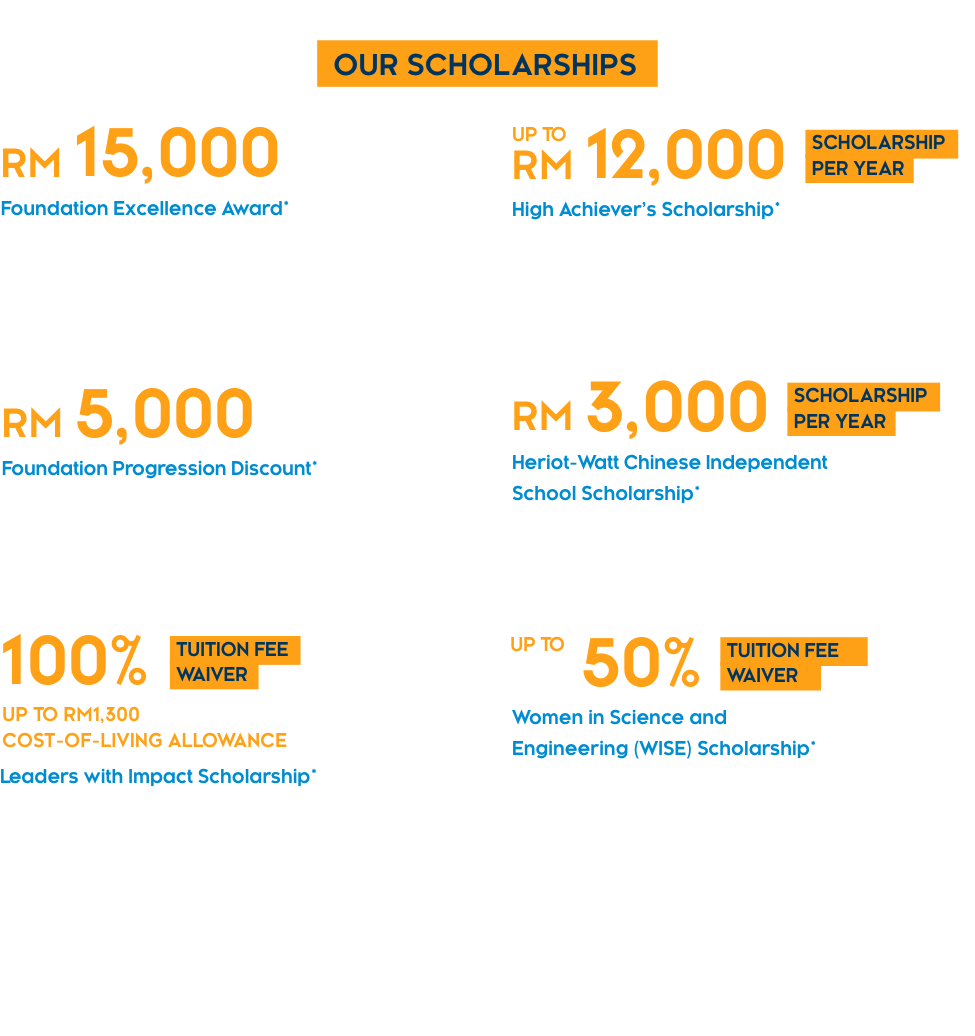 OUR SCHOLARSHIPS
RM 15,000
Foundation Excellence Award*
UP TO
RM 12,000
SCHOLARSHIP
PER YEAR
High Achiever's Scholarship*
RM 5,000
Foundation Progression Discount*
RM 3,000
SCHOLARSHIP
PER YEAR
Heriot-Watt Chinese Independent
School Scholarship*
100%
TUITION FEE
WAIVER
UP TO RM1,300
COST-OF-LIVING ALLOWANCE
Leaders with Impact Scholarship*
UP TO
50%
TUITION FEE
WAIVER
Women in Science and
Engineering (WISE) Scholarship*